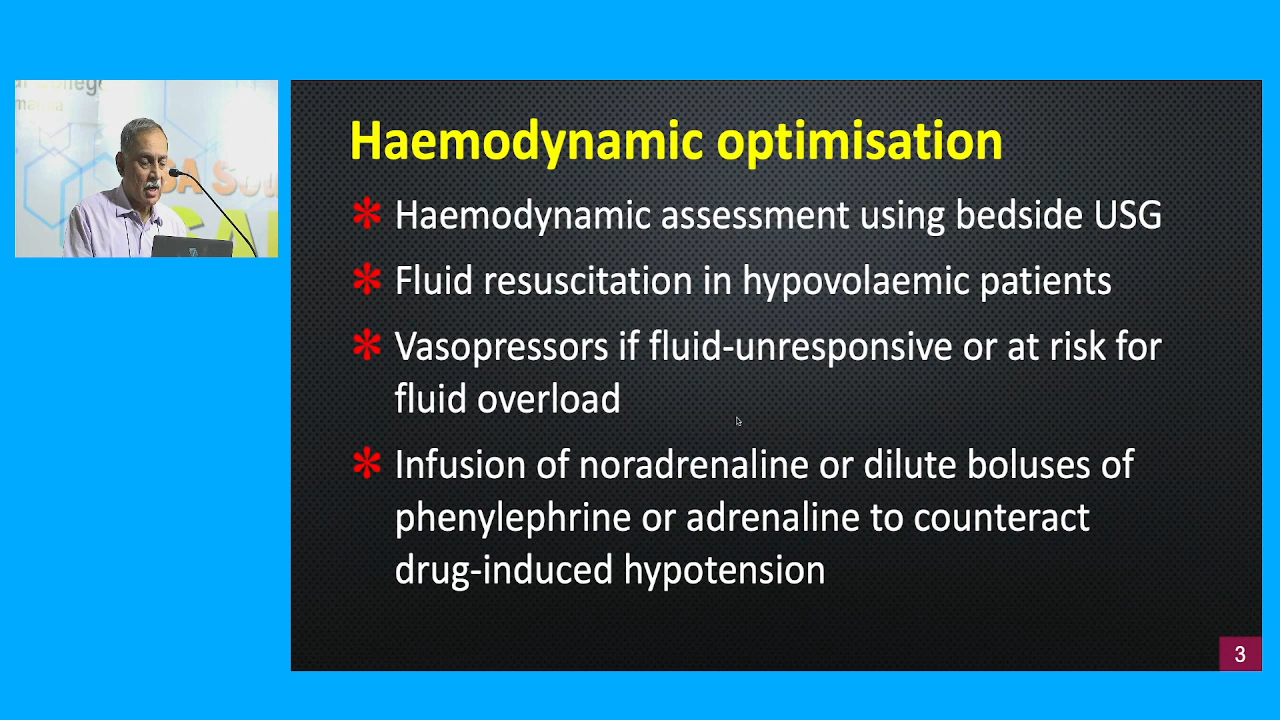 Haemodynamic optimisation
* Haemodynamic assessment using bedside USG
* Fluid resuscitation in hypovolaemic patients
* Vasopressors if fluid-unresponsive or at risk for
fluid overload
* Infusion of noradrenaline or dilute boluses of
phenylephrine or adrenaline to counteract
drug-induced hypotension
3